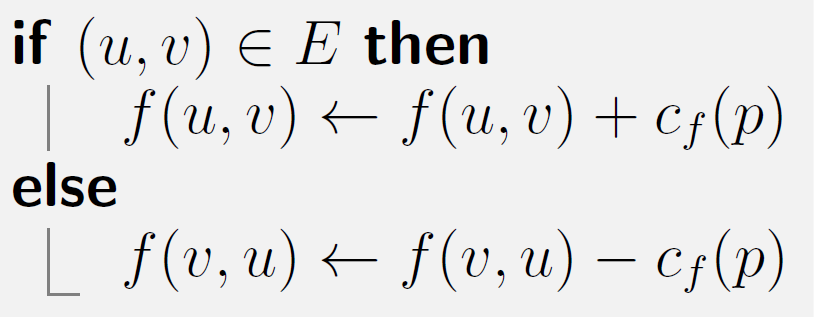 if (u, v) ∈ E then
f(u, v) ← f(u, v) + c_f(p)
else
f(v, u) ← f(v, u) − c_f(p)